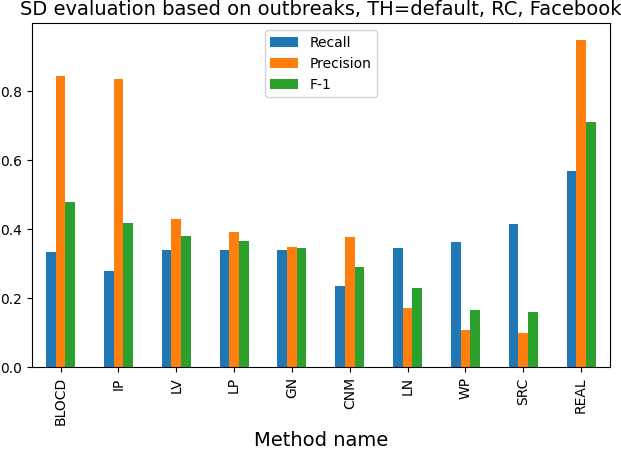 SD evaluation based on outbreaks, TH=default, RC, Facebook
Recall
Precision
F-1
0.8
0.6
0.4
0.2
0.0
BLOCD
IP
LV
LP
GN
CNM
LN
WP
SRC
REAL
Method name